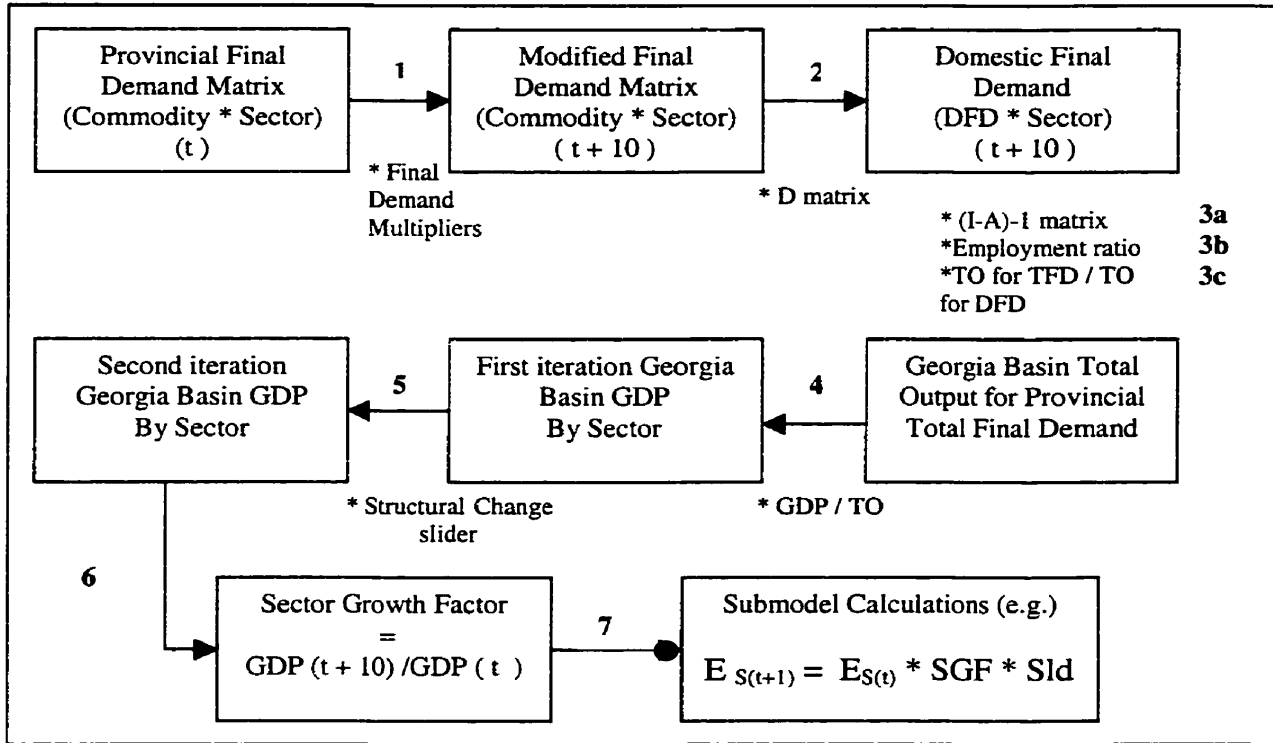 Provincial Final
Demand Matrix
(Commodity * Sector)
(t)
1
* Final
Demand
Multipliers
Modified Final
Demand Matrix
(Commodity * Sector)
( t + 10 )
2
* D matrix
Domestic Final
Demand
(DFD * Sector)
( t + 10 )
* (I-A)-1 matrix 3a
*Employment ratio 3b
*TO for TFD / TO 3c
for DFD
Second iteration
Georgia Basin GDP
By Sector
5
* Structural Change
slider
First iteration Georgia
Basin GDP
By Sector
4
* GDP / TO
Georgia Basin Total
Output for Provincial
Total Final Demand
6
Sector Growth Factor
=
GDP (t + 10) /GDP ( t )
7
Submodel Calculations (e.g.)
E S(t+1) = ES(t) * SGF * Sld